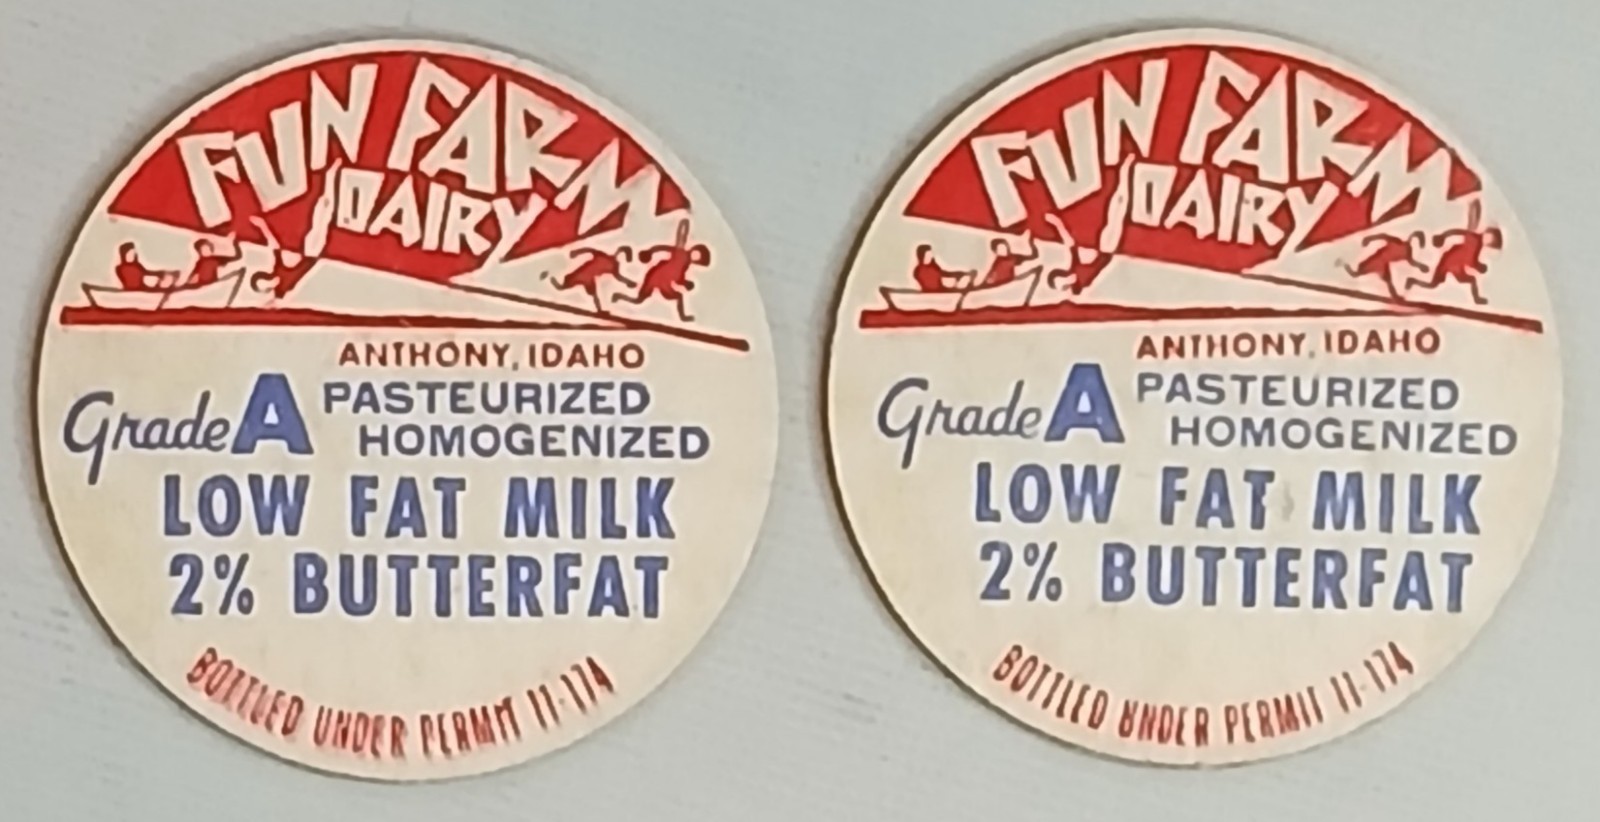 FUN FARM
DAIRY
ANTHONY, IDAHO
Grade A PASTEURIZED
HOMOGENIZED
LOW FAT MILK
2% BUTTERFAT
BOTTLED UNDER PERMIT 11-174
FUN FARM
DAIRY
ANTHONY, IDAHO
Grade A PASTEURIZED
HOMOGENIZED
LOW FAT MILK
2% BUTTERFAT
BOTTLED UNDER PERMIT 11-174